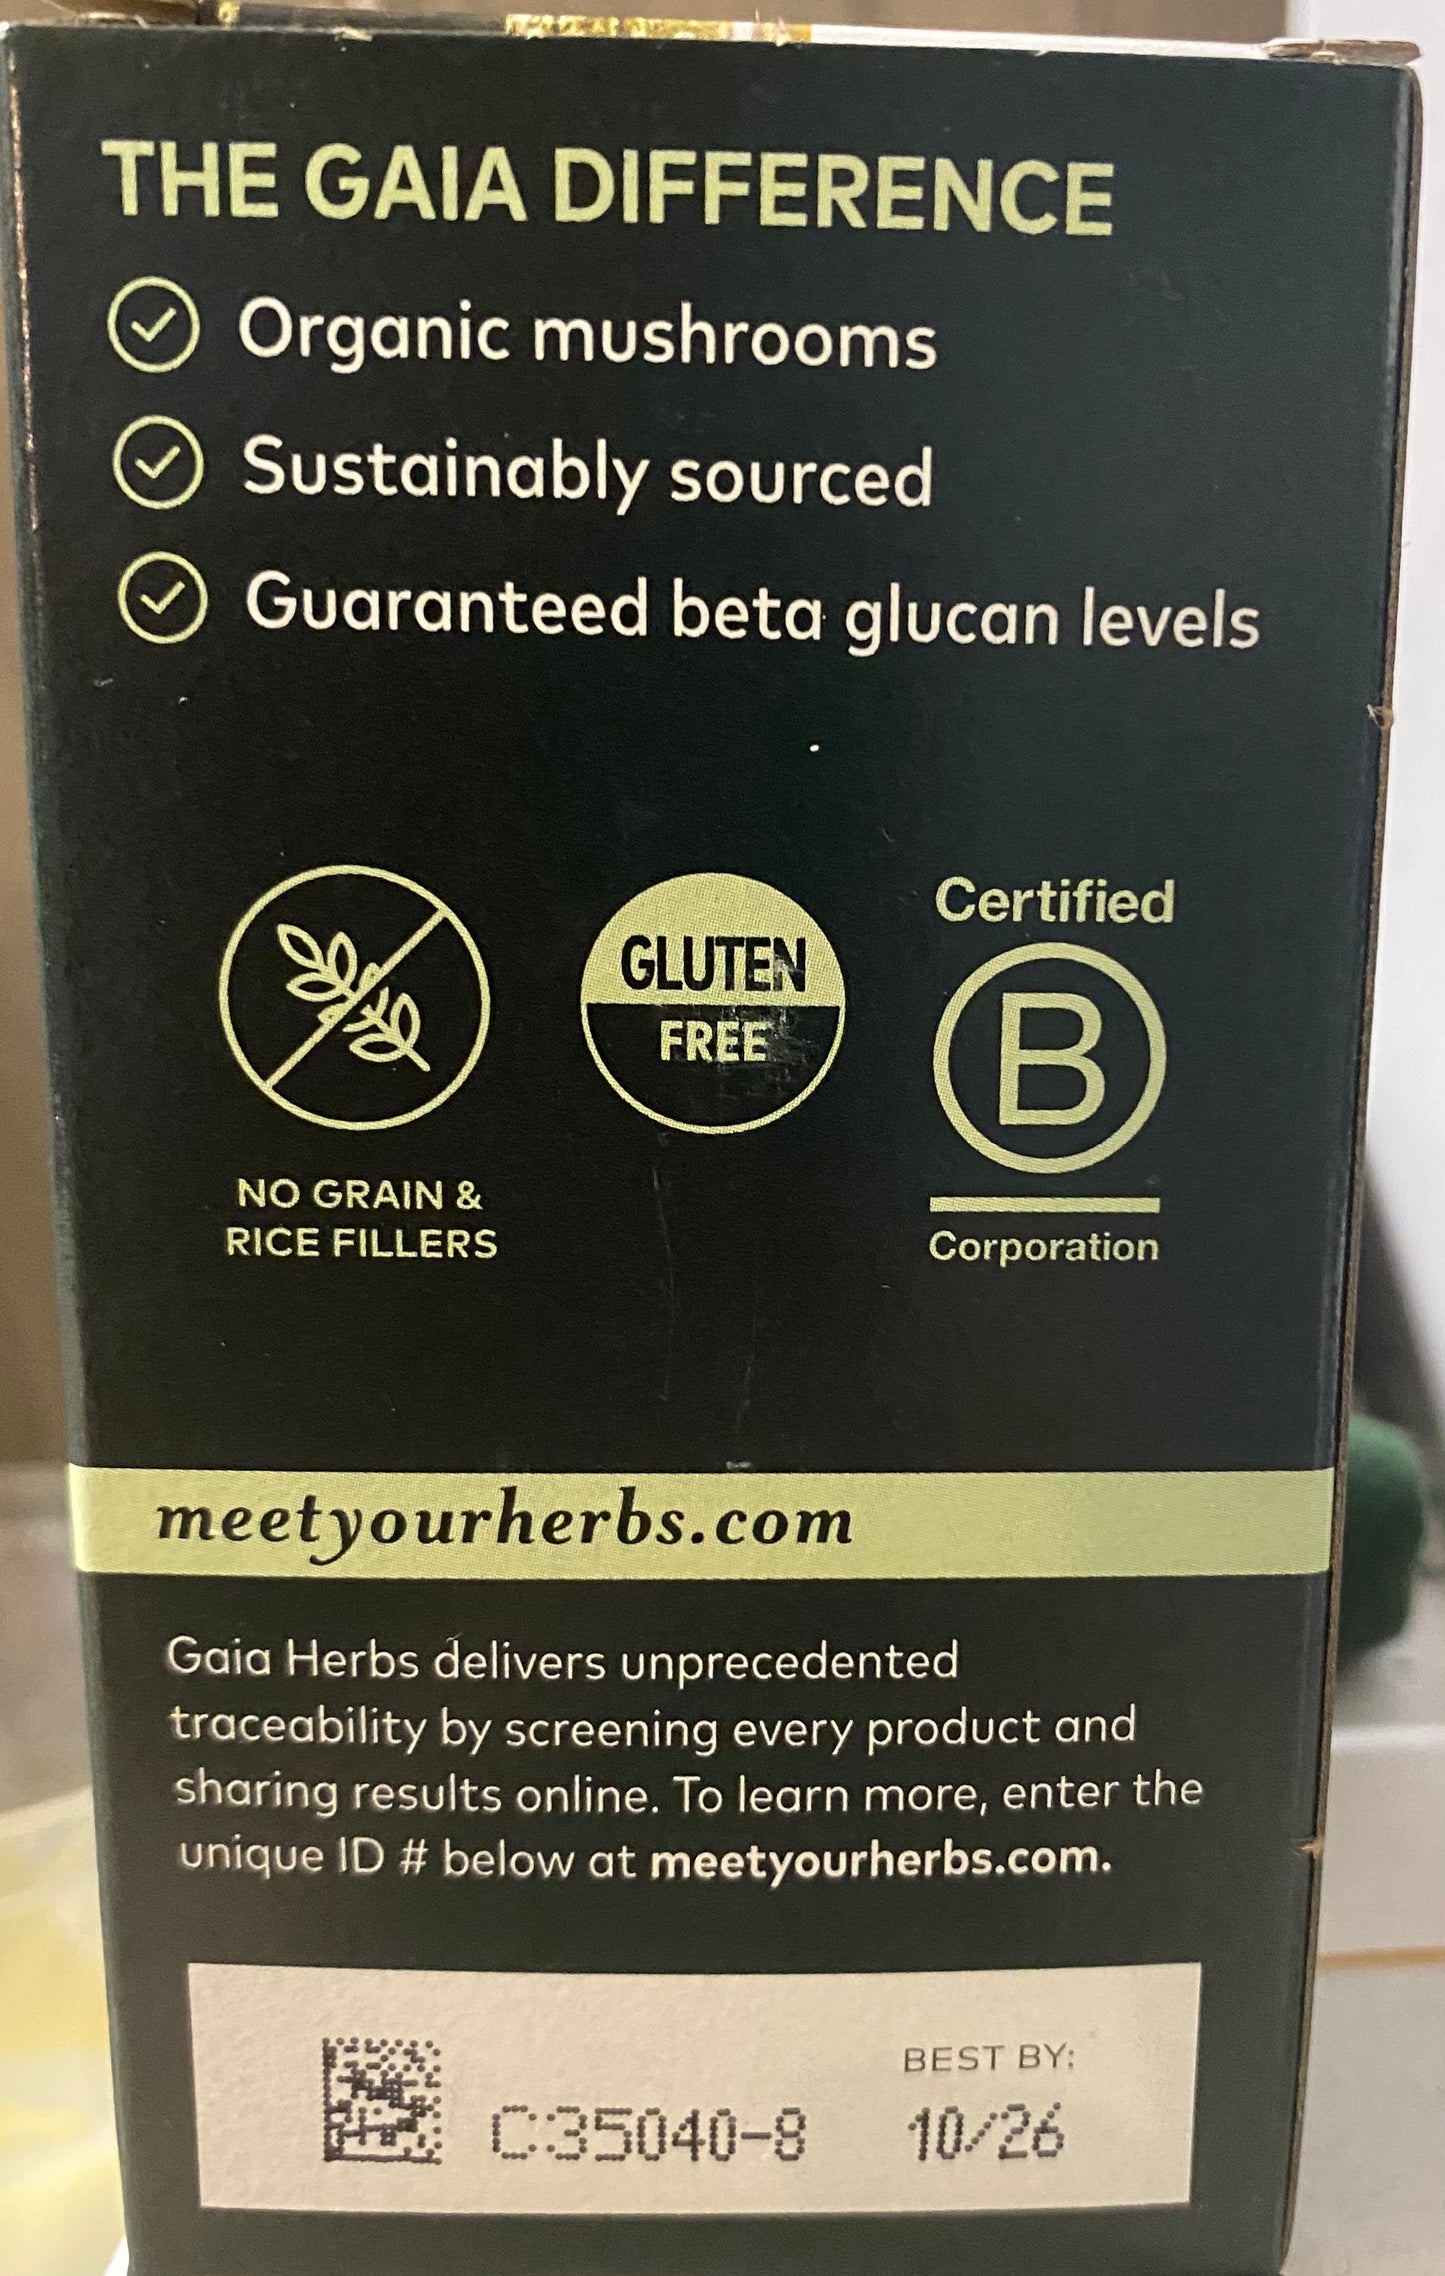 THE GAIA DIFFERENCE
Organic mushrooms
Sustainably sourced
Guaranteed beta glucan levels
NO GRAIN &
RICE FILLERS
GLUTEN
FREE
Certified
B
Corporation
meetyourherbs.com
Gaia Herbs delivers unprecedented
traceability by screening every product and
sharing results online. To learn more, enter the
unique ID # below at meetyourherbs.com.
C35040-8
BEST BY:
10/26